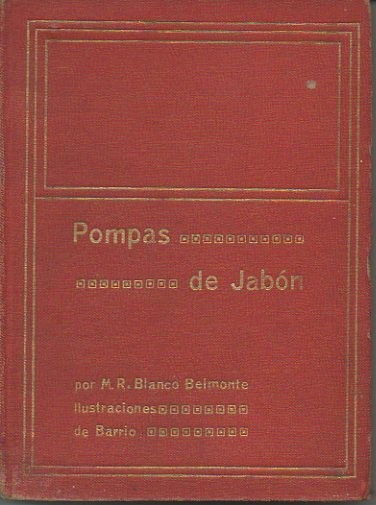 Pompas
de Jabón
por M. R. Blanco Belmonte
Ilustraciones
de Barrio